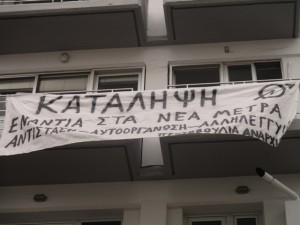 ΚΑΤΑΛΗΨΗ
ΕΝΑΝΤΙΑ ΣΤΑ ΝΕΑ ΜΕΤΡΑ
ΑΝΤΙΣΤΑΣΗ - ΑΥΤΟΟΡΓΑΝΩΣΗ - ΑΛΛΗΛΕΓΓΥΗ